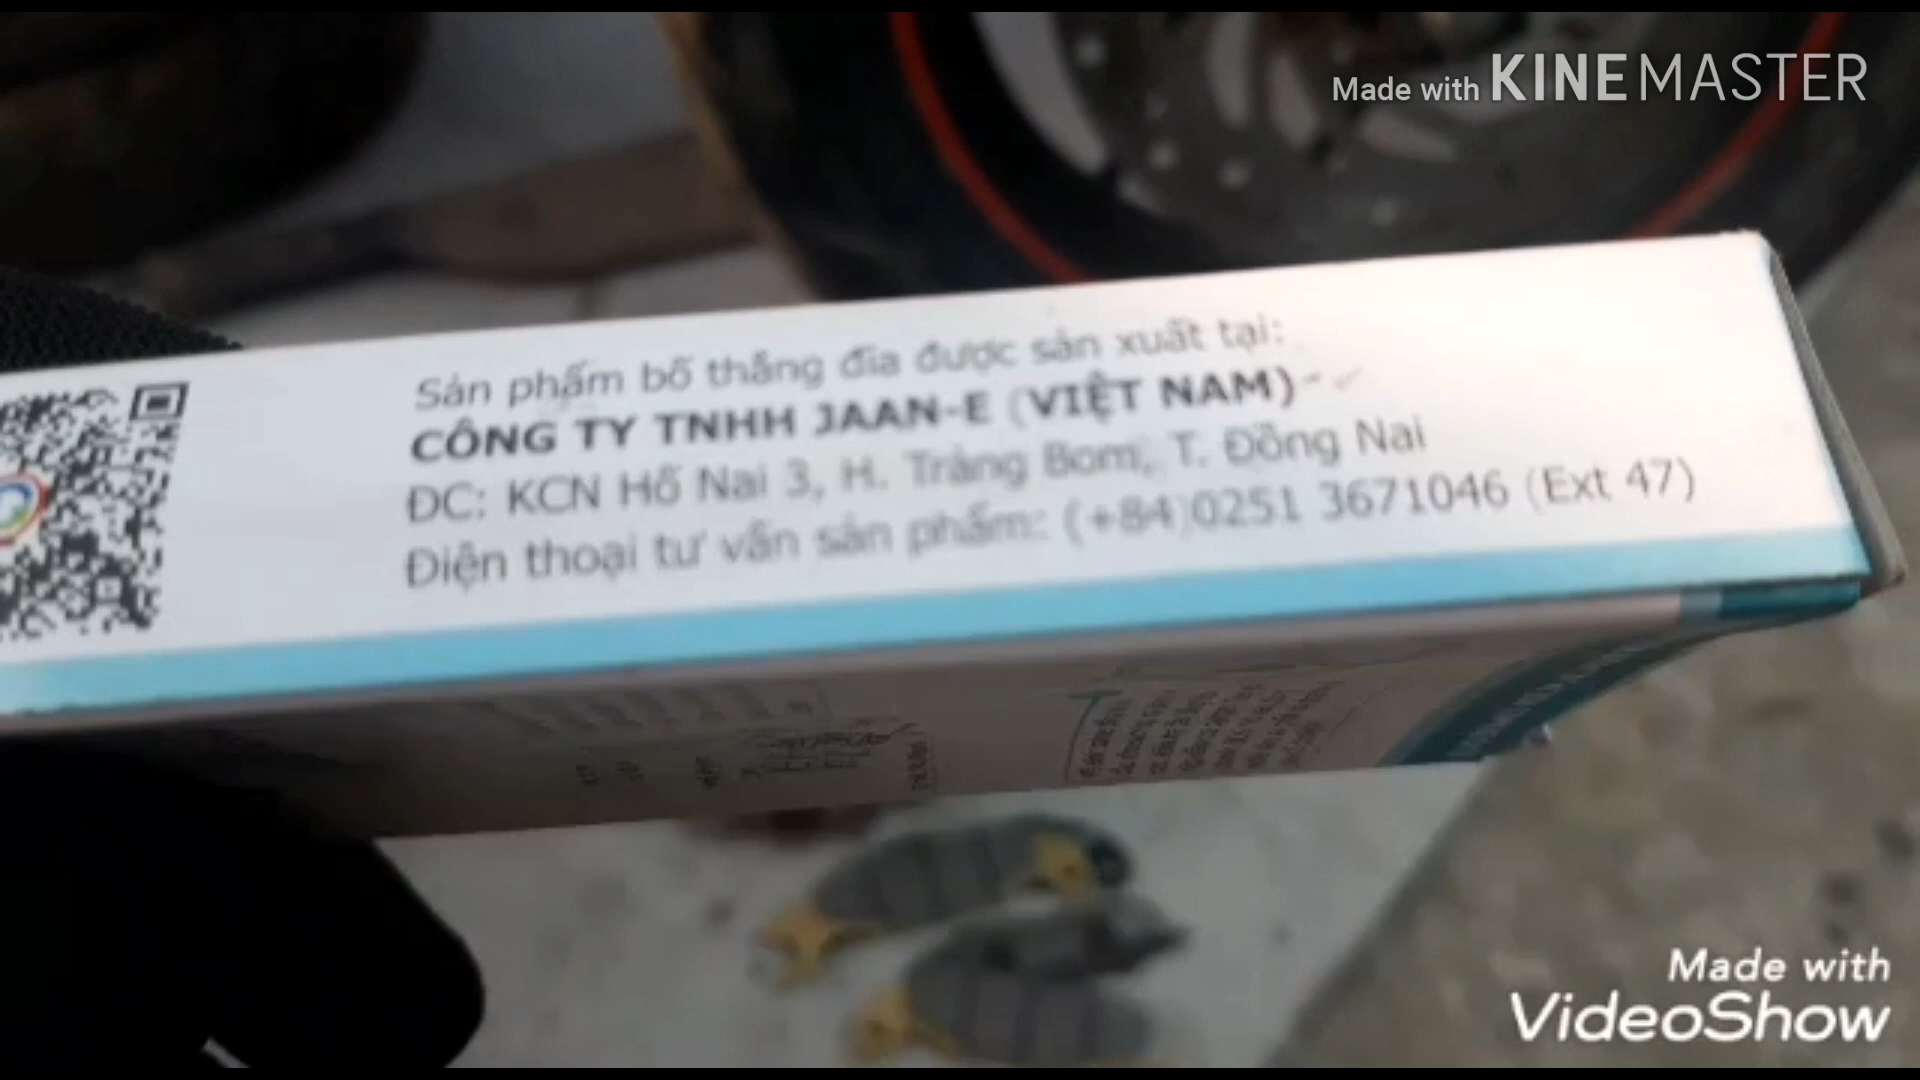 Made with KINEMASTER
Sản phẩm bố thắng đĩa được sản xuất tại:
CÔNG TY TNHH JAAN-E (VIỆT NAM)
ĐC: KCN Hố Nai 3, H. Trảng Bom, T. Đồng Nai
Điện thoại tư vấn sản phẩm: (+84)0251 3671046 (Ext 47)
Made with
VideoShow